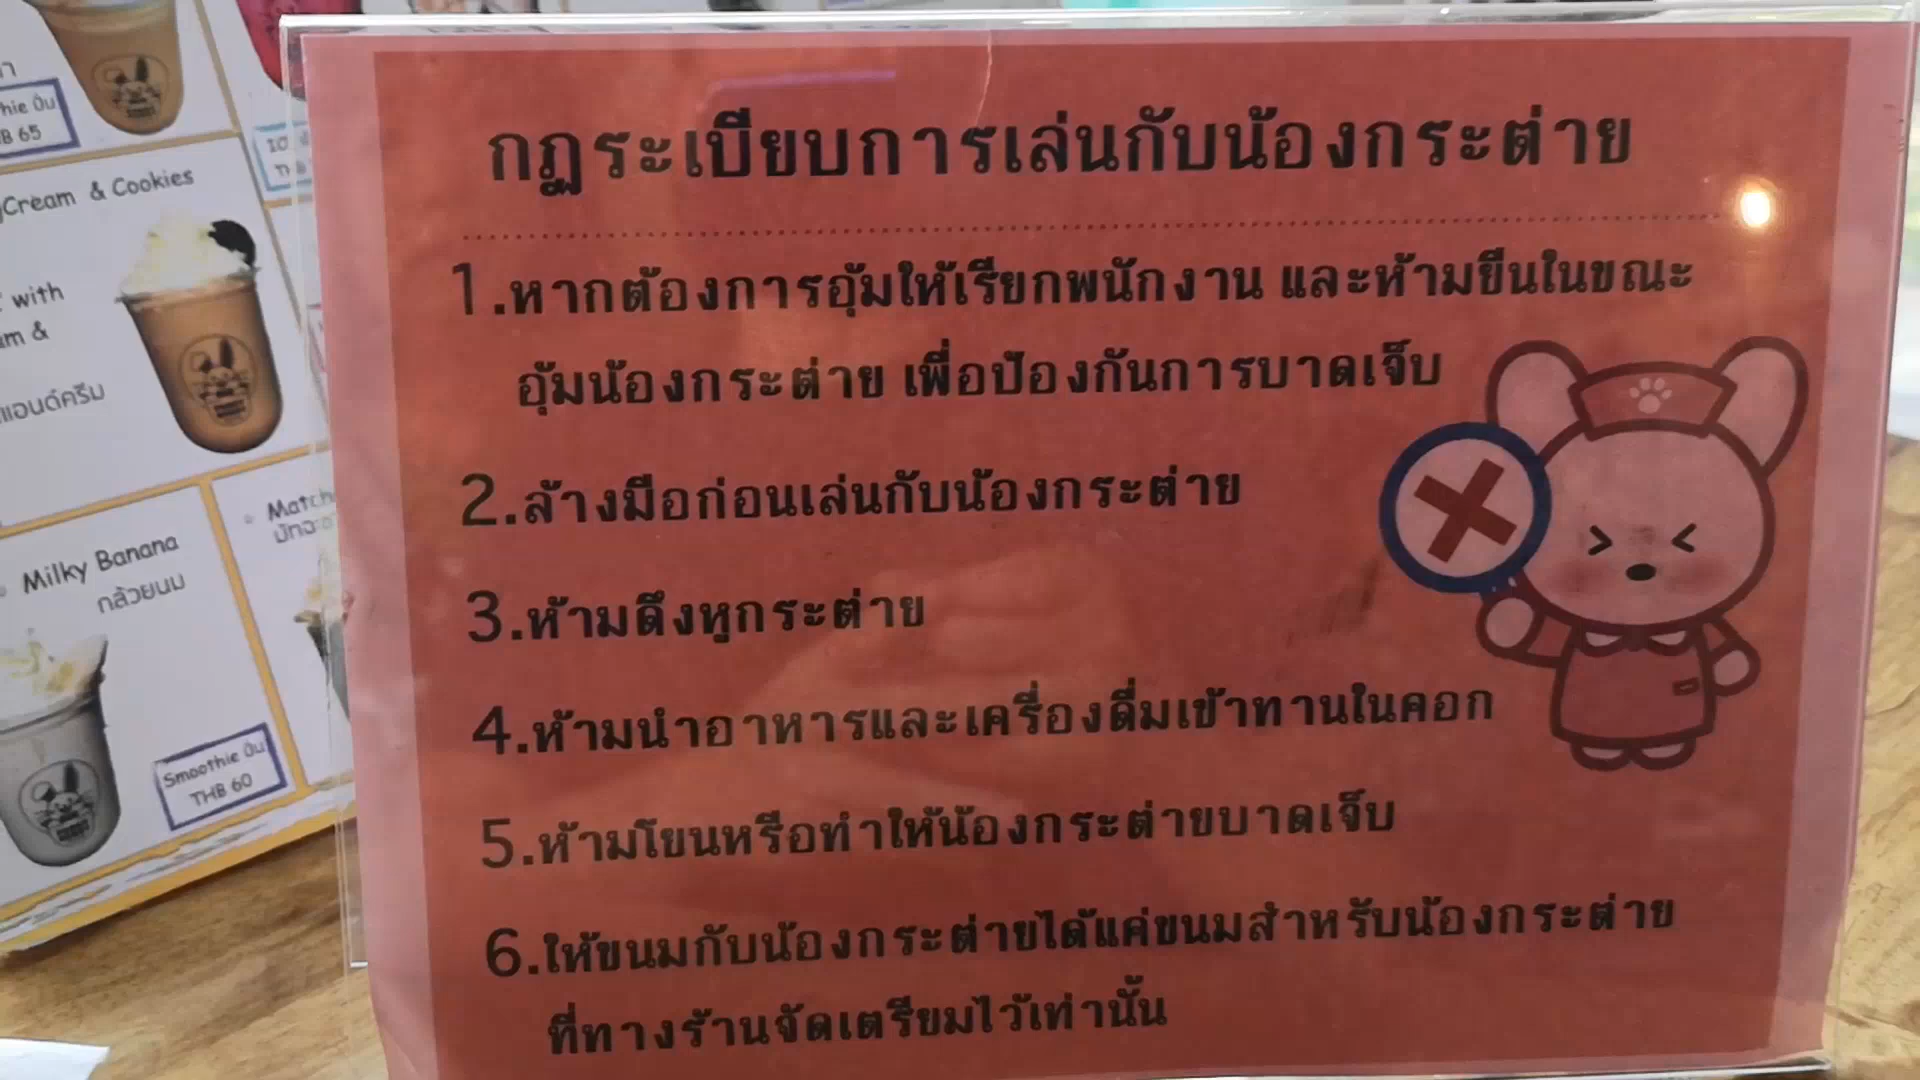 กฎระเบียบการเล่นกับน้องกระต่าย
1.หากต้องการอุ้มให้เรียกพนักงาน และห้ามยืนในขณะ
อุ้มน้องกระต่าย เพื่อป้องกันการบาดเจ็บ
2.ล้างมือก่อนเล่นกับน้องกระต่าย
3.ห้ามดึงหูกระต่าย
4.ห้ามนำอาหารและเครื่องดื่มเข้าทานในคอก
5.ห้ามโยนหรือทำให้น้องกระต่ายบาดเจ็บ
6.ให้ขนมกับน้องกระต่ายได้แค่ขนมสำหรับน้องกระต่าย
ที่ทางร้านจัดเตรียมไว้เท่านั้น
65
Cream & Cookies
with
&
แอนด์ครีม
Milky Banana
กล้วยนม
Smoothie ปั่น
THB 60